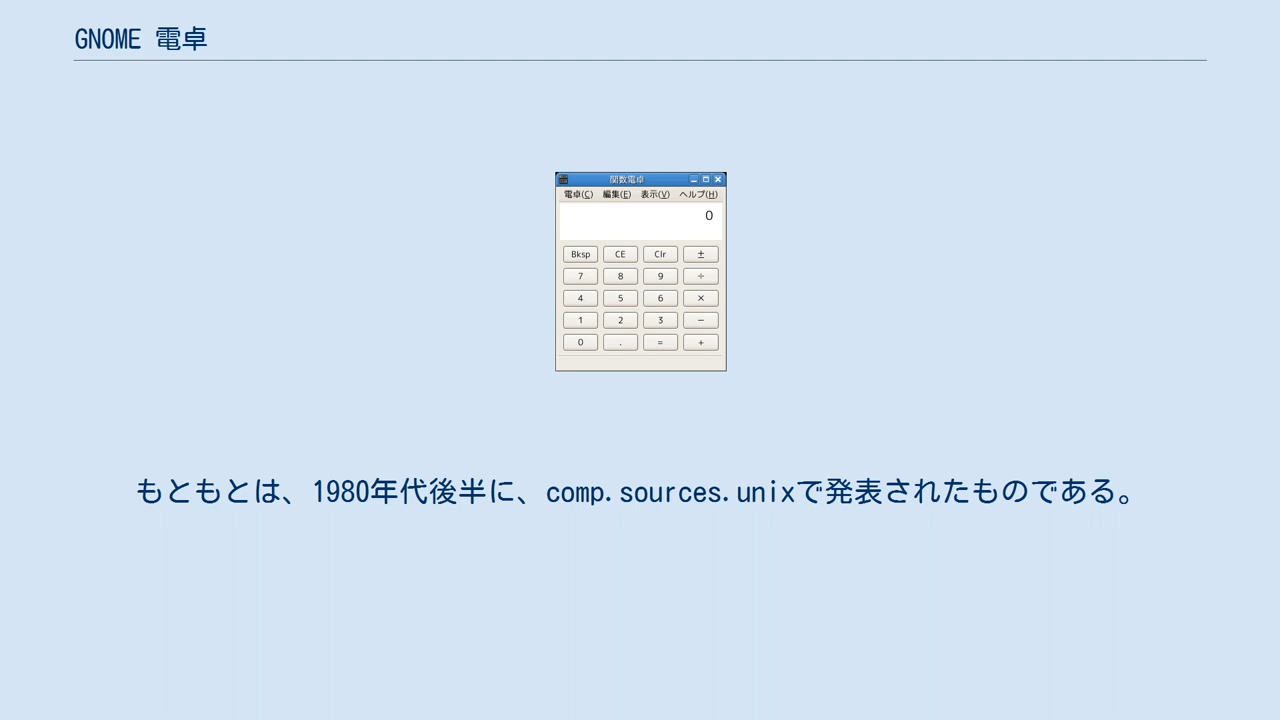 GNOME 電卓
関数電卓
電卓(C) 編集(E) 表示(V) ヘルプ(H)
0
Bksp CE Clr ±
7 8 9 ÷
4 5 6 ×
1 2 3 −
0 . = +
もともとは、1980年代後半に、comp.sources.unixで発表されたものである。